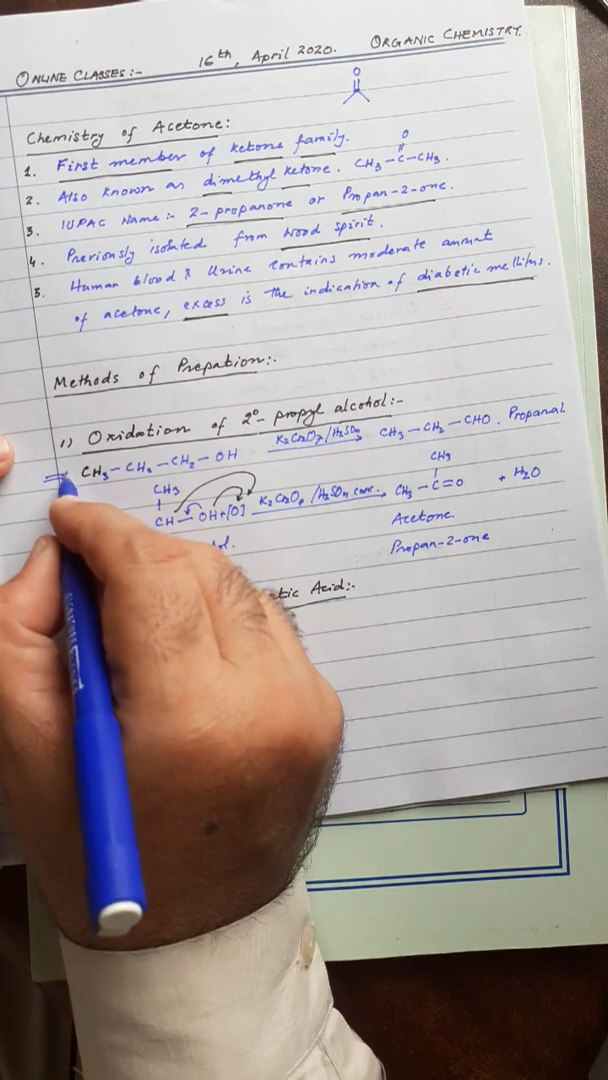 ONLINE CLASSES:- 16th, April 2020. ORGANIC CHEMISTRY.
O
Chemistry of Acetone:
1. First member of ketone family.
O
2. Also known as dimethyl ketone. CH3-C-CH3.
3. IUPAC Name:- 2-propanone or Propan-2-one.
4. Previously isolated from wood spirit.
5. Human blood & Urine contains moderate amount
of acetone, excess is the indication of diabetic mellitus.
Methods of Prepation:-
1) Oxidation of 2°-propyl alcohol:-
CH3-CH2-CH2-OH K2Cr2O7/H2SO4 CH3-CH2-CHO. Propanal
CH3 CH3
CH-OH+[O] K2Cr2O7/H2SO4 conc. CH3-C=O + H2O
Acetone.
Propan-2-one
Acid:-